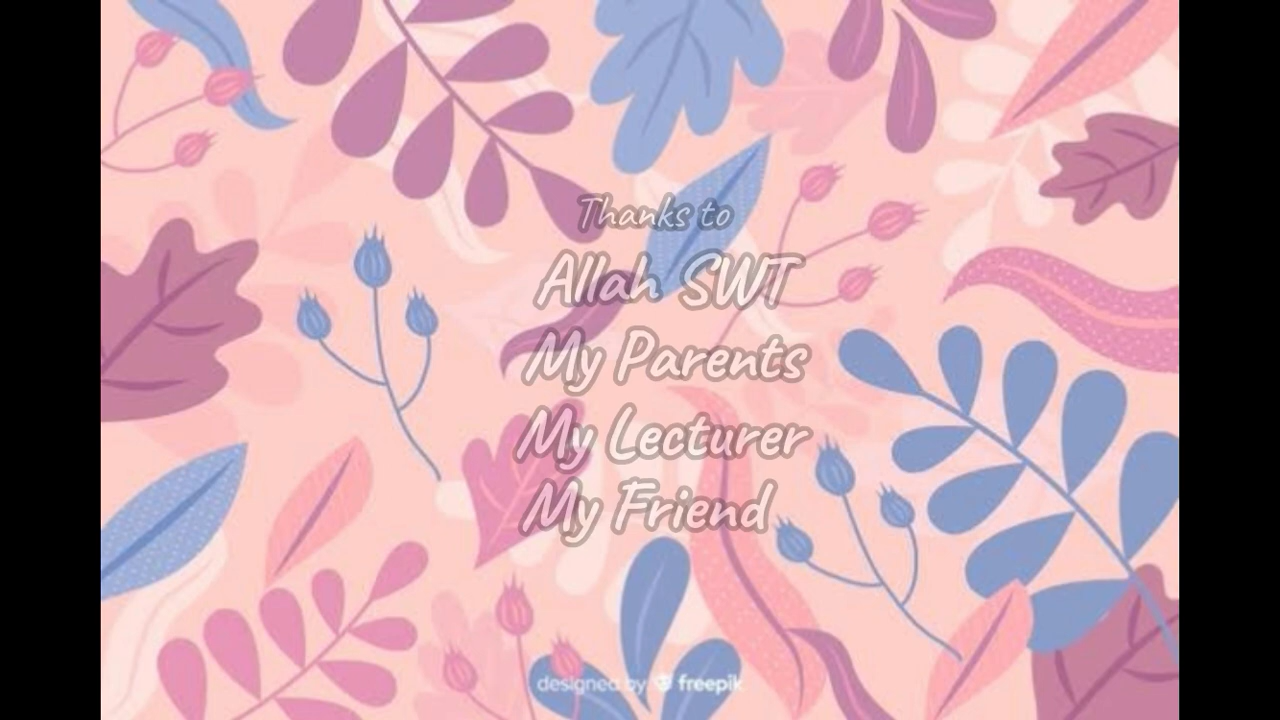 Thanks to
Allah SWT
My Parents
My Lecturer
My Friend
designed by freepik